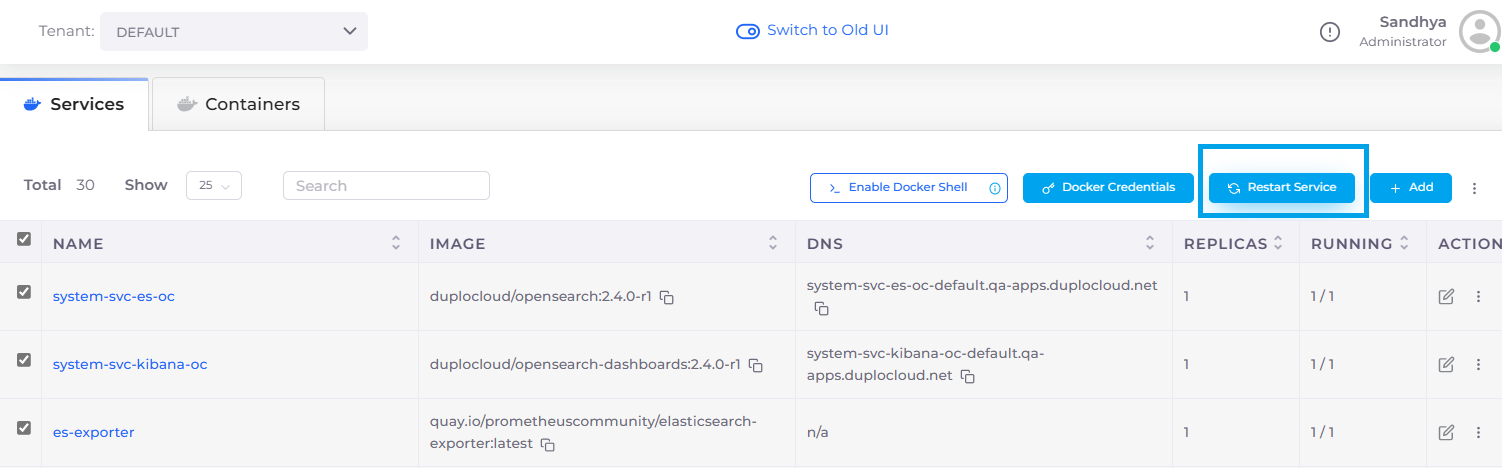 Tenant: DEFAULT Switch to Old UI Sandhya
Administrator
Services Containers
Total 30 Show 25 Search Enable Docker Shell Docker Credentials Restart Service Add
NAME IMAGE DNS REPLICAS RUNNING ACTION
system-svc-es-oc duplocloud/opensearch:2.4.0-r1 system-svc-es-oc-default.qa-apps.duplocloud.net 1 1 / 1
system-svc-kibana-oc duplocloud/opensearch-dashboards:2.4.0-r1 system-svc-kibana-oc-default.qa-
apps.duplocloud.net 1 1 / 1
es-exporter quay.io/prometheuscommunity/elasticsearch-
exporter:latest n/a 1 1 / 1